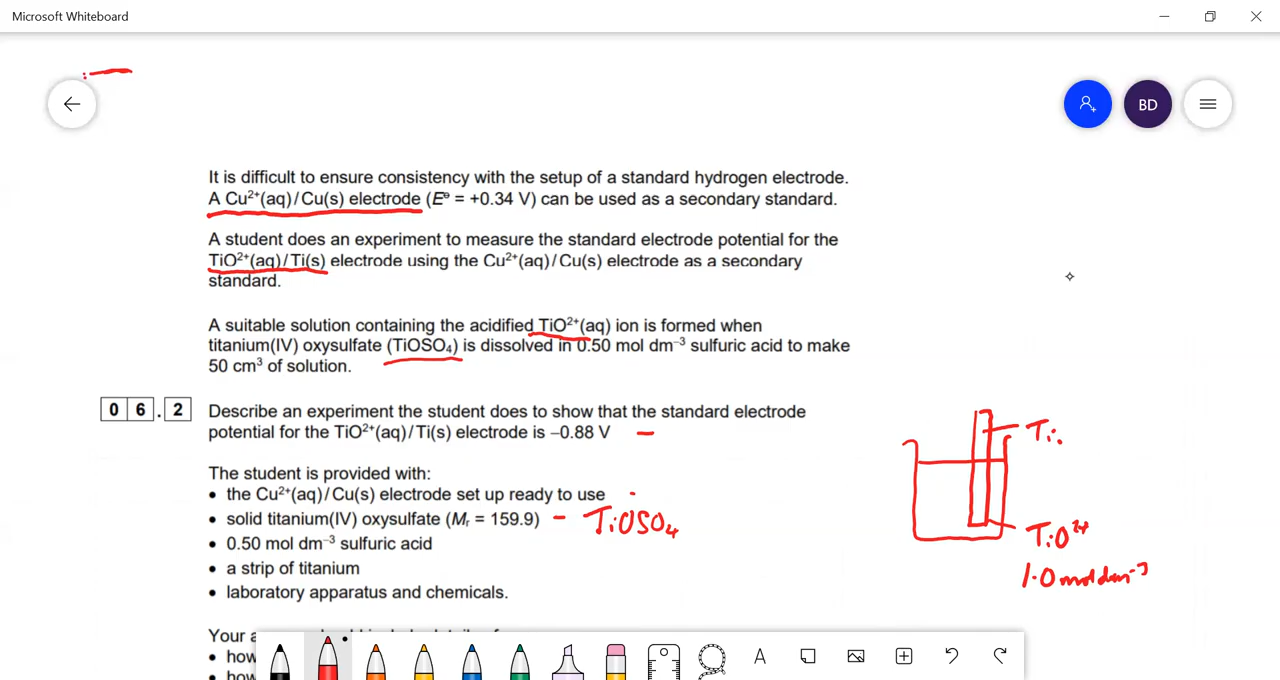 Microsoft Whiteboard
BD
It is difficult to ensure consistency with the setup of a standard hydrogen electrode.
A Cu²⁺(aq)/Cu(s) electrode (E⦵ = +0.34 V) can be used as a secondary standard.
A student does an experiment to measure the standard electrode potential for the
TiO²⁺(aq)/Ti(s) electrode using the Cu²⁺(aq)/Cu(s) electrode as a secondary
standard.
A suitable solution containing the acidified TiO²⁺(aq) ion is formed when
titanium(IV) oxysulfate (TiOSO₄) is dissolved in 0.50 mol dm⁻³ sulfuric acid to make
50 cm³ of solution.
0 6 . 2 Describe an experiment the student does to show that the standard electrode
potential for the TiO²⁺(aq)/Ti(s) electrode is −0.88 V
The student is provided with:
• the Cu²⁺(aq)/Cu(s) electrode set up ready to use
• solid titanium(IV) oxysulfate (Mᵣ = 159.9) – TiOSO₄
• 0.50 mol dm⁻³ sulfuric acid
• a strip of titanium
• laboratory apparatus and chemicals.
Ti
TiO²⁺
1.0 mol dm⁻³
Your
• how
• how
A